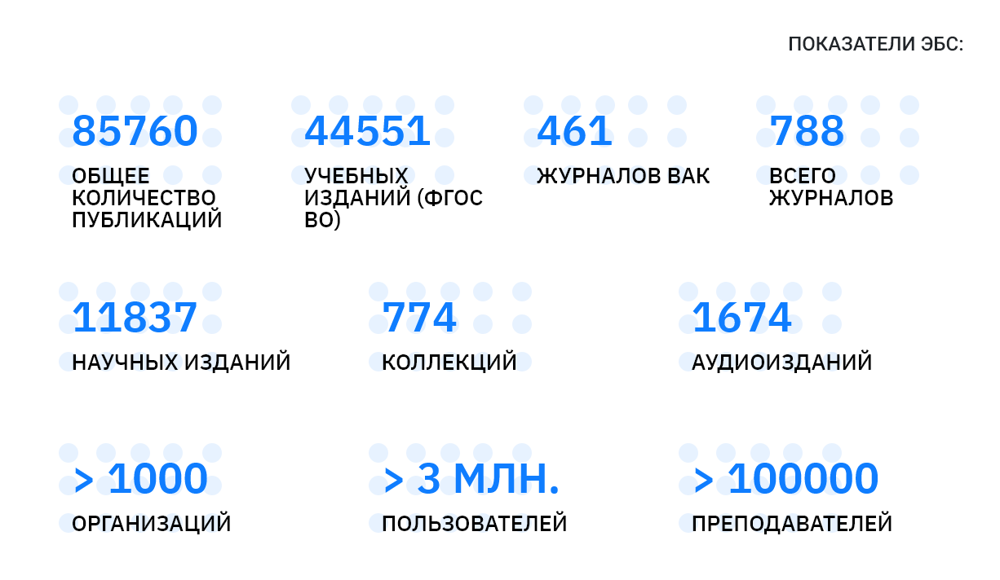 ПОКАЗАТЕЛИ ЭБС:
85760
ОБЩЕЕ
КОЛИЧЕСТВО
ПУБЛИКАЦИЙ
44551
УЧЕБНЫХ
ИЗДАНИЙ (ФГОС
ВО)
461
ЖУРНАЛОВ ВАК
788
ВСЕГО
ЖУРНАЛОВ
11837
НАУЧНЫХ ИЗДАНИЙ
774
КОЛЛЕКЦИЙ
1674
АУДИОИЗДАНИЙ
> 1000
ОРГАНИЗАЦИЙ
> 3 МЛН.
ПОЛЬЗОВАТЕЛЕЙ
> 100000
ПРЕПОДАВАТЕЛЕЙ